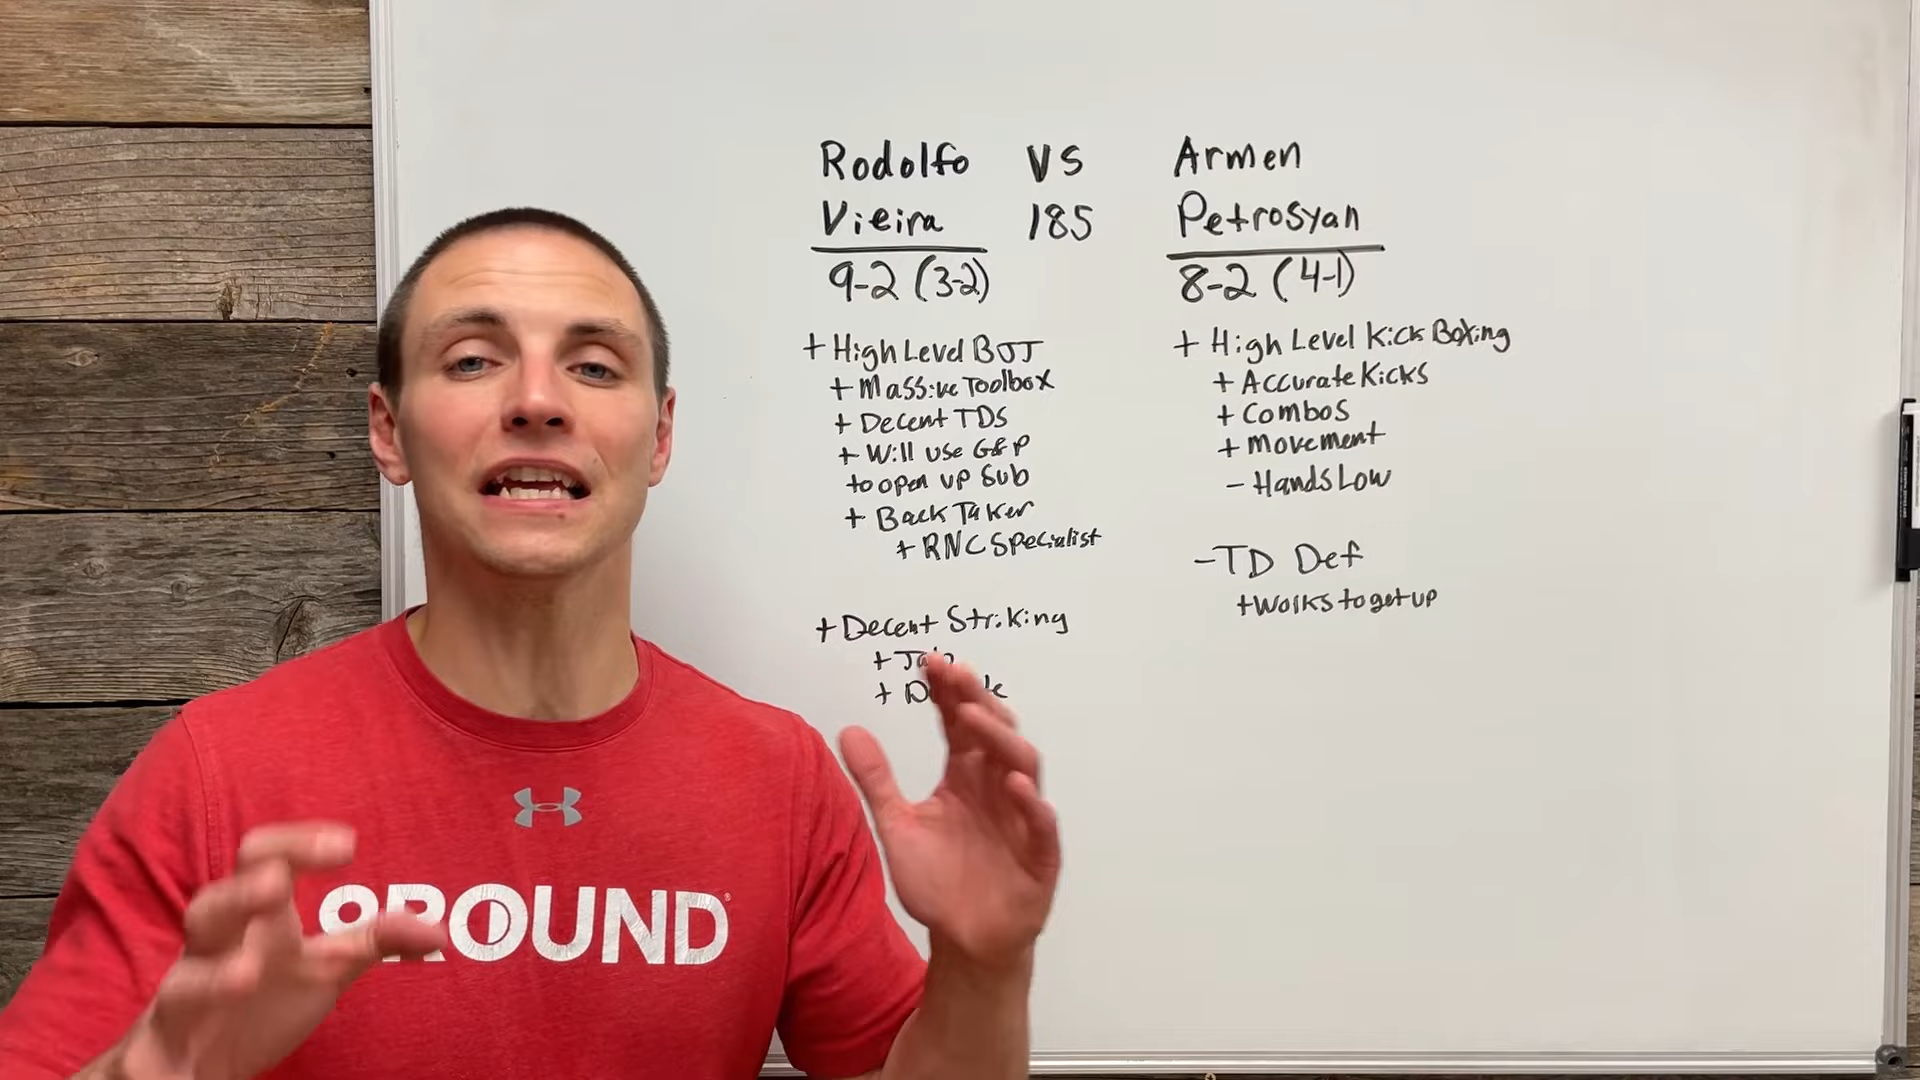 Rodolfo VS Armen
Vieira 185 Petrosyan
9-2 (3-2)
+ High Level BJJ
+ Massive Toolbox
+ Decent TDS
+ Will use G&P
to open up Sub
+ Back Taker
+ RNC Specialist
+ Decent Striking
+
+
8-2 (4-1)
+ High Level Kick Boxing
+ Accurate Kicks
+ Combos
+ Movement
- Hands Low
- TD Def
+ Works to get up
9ROUND